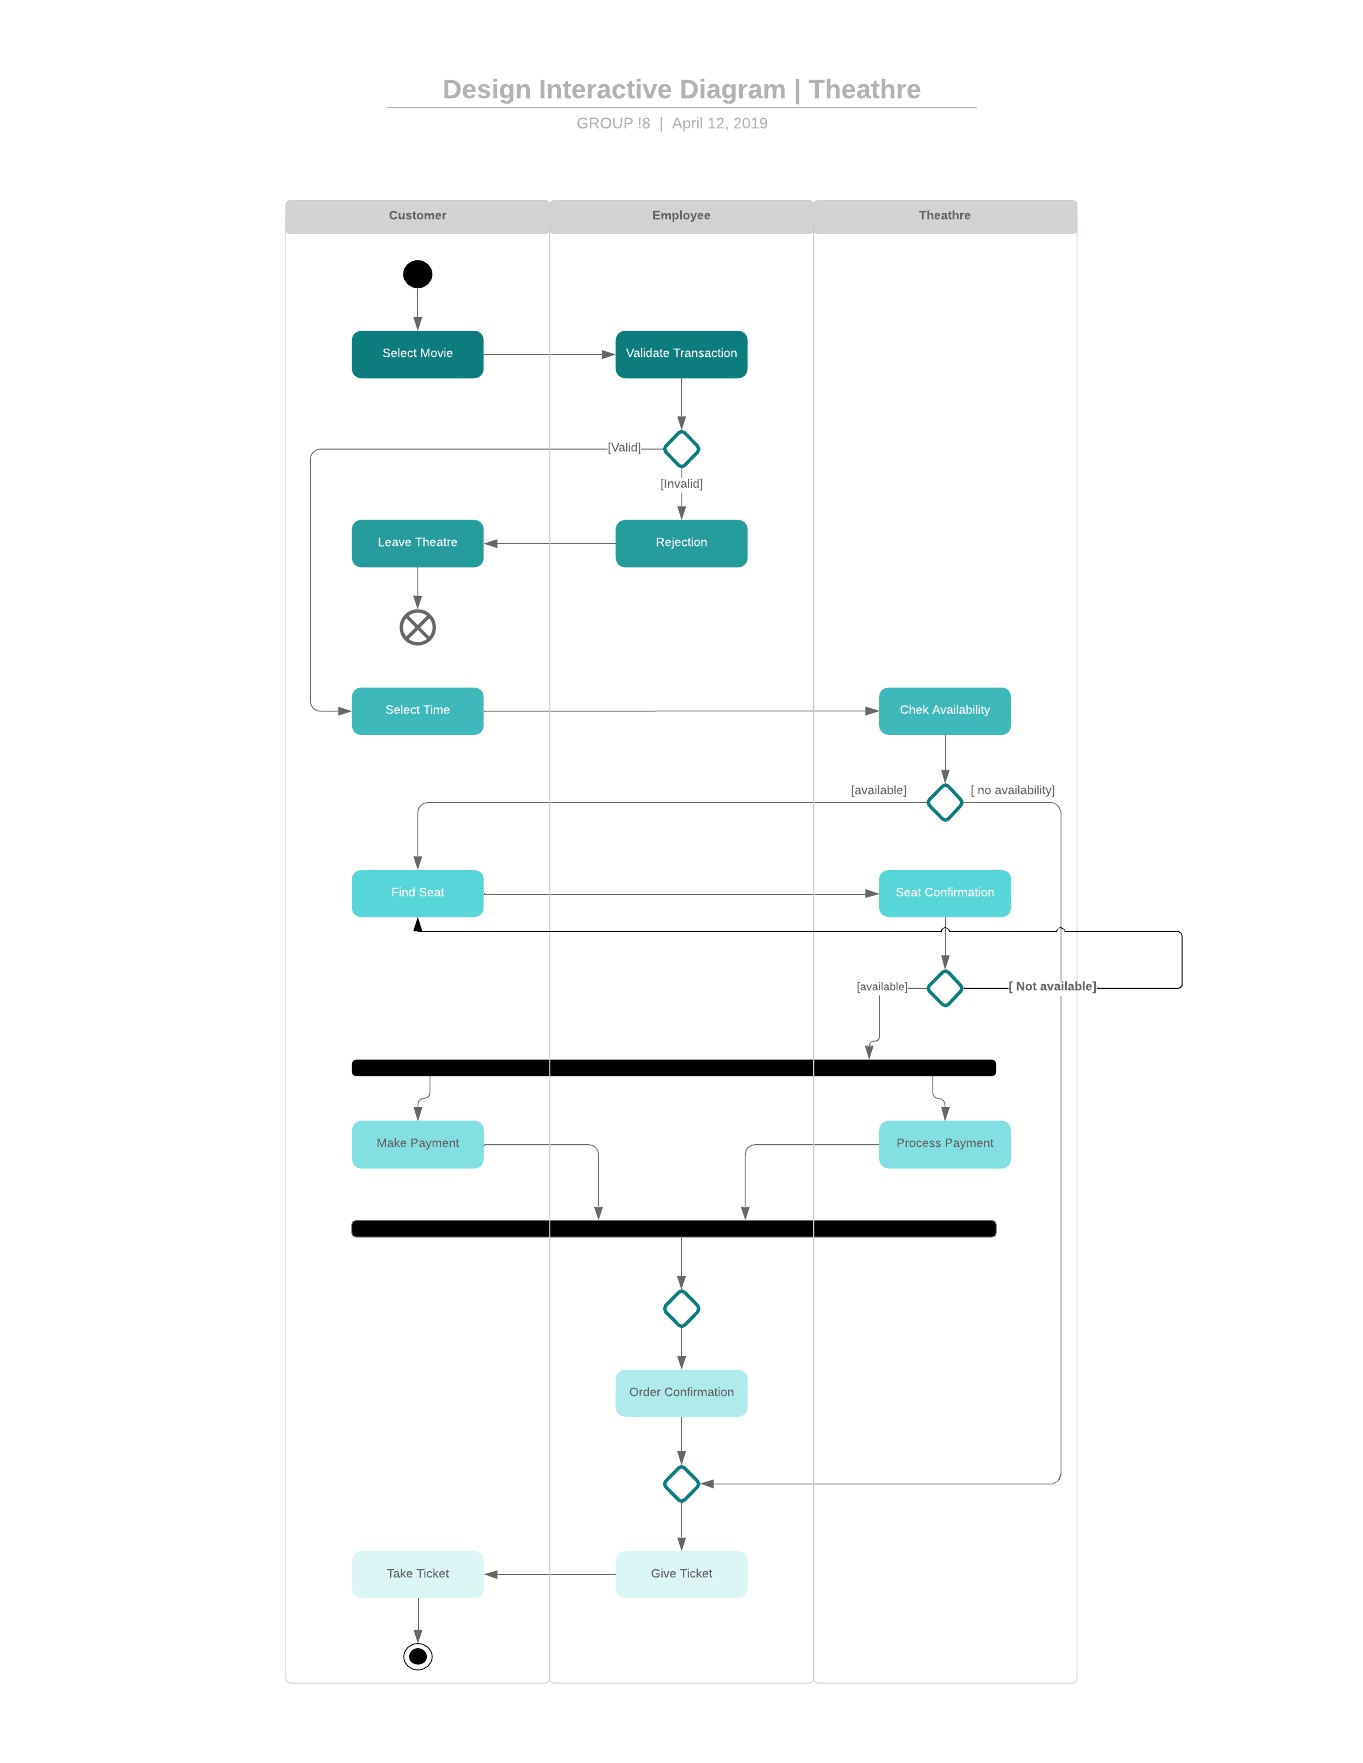 Design Interactive Diagram | Theathre
GROUP !8 | April 12, 2019
Customer
Employee
Theathre
Select Movie
Validate Transaction
[Valid]
[Invalid]
Leave Theatre
Rejection
Select Time
Chek Availability
[available]
[ no availability]
Find Seat
Seat Confirmation
[available]
[ Not available]
Make Payment
Process Payment
Order Confirmation
Take Ticket
Give Ticket